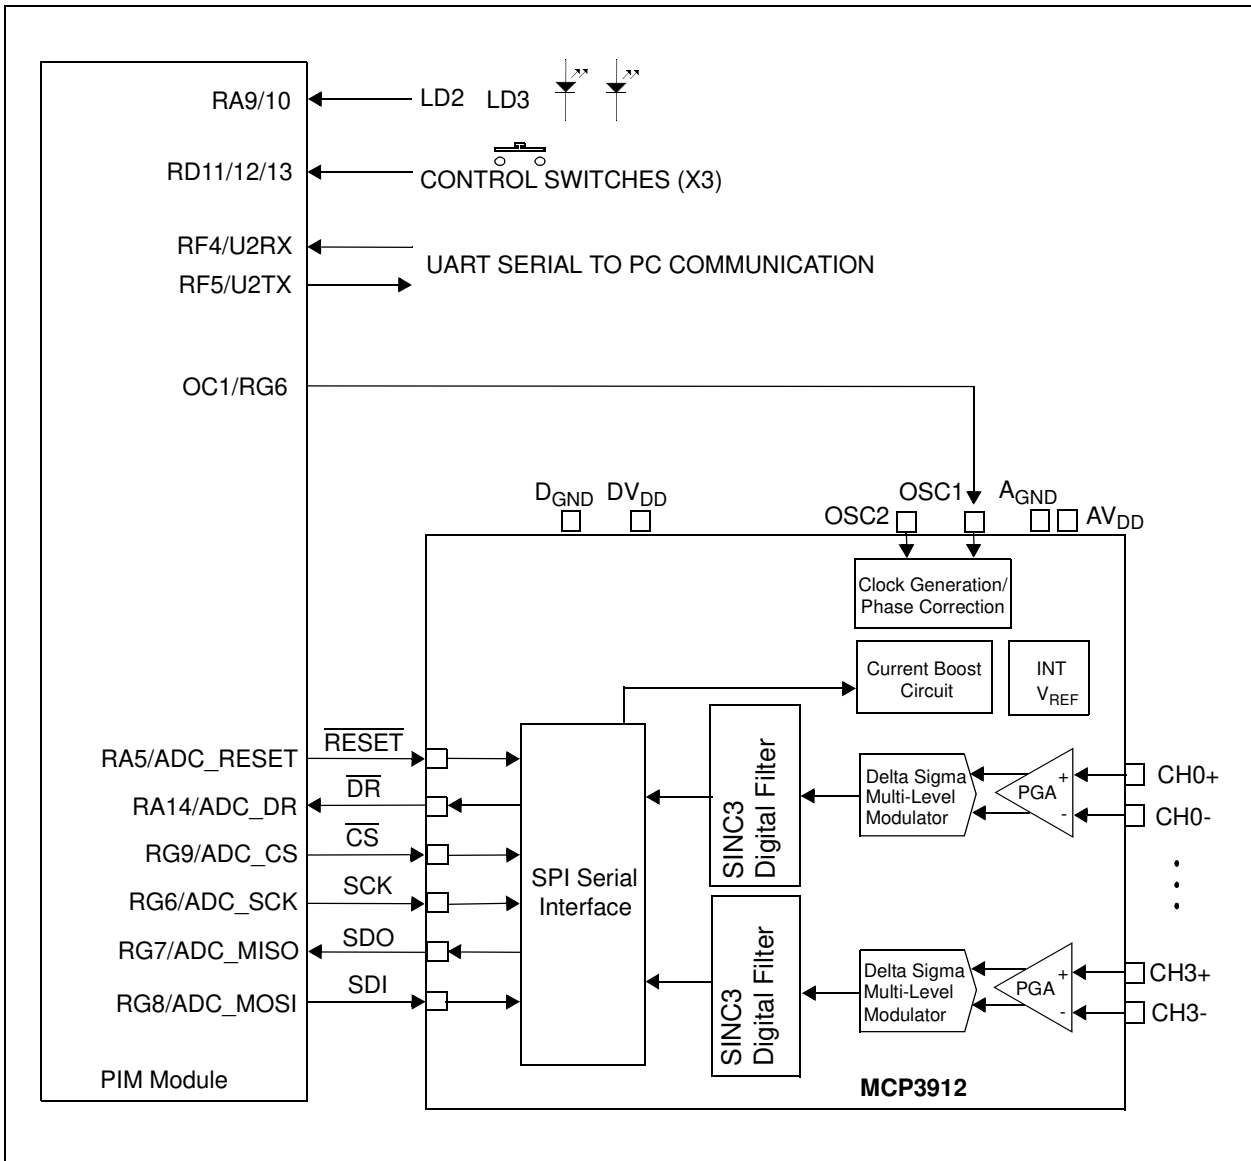 RA9/10
LD2
LD3
RD11/12/13
CONTROL SWITCHES (X3)
RF4/U2RX
UART SERIAL TO PC COMMUNICATION
RF5/U2TX
OC1/RG6
DGND
DVDD
OSC2
OSC1
AGND
AVDD
Clock Generation/
Phase Correction
Current Boost
Circuit
INT
VREF
RA5/ADC_RESET
RESET
RA14/ADC_DR
DR
RG9/ADC_CS
CS
RG6/ADC_SCK
SCK
RG7/ADC_MISO
SDO
RG8/ADC_MOSI
SDI
SPI Serial
Interface
SINC3
Digital Filter
Delta Sigma
Multi-Level
Modulator
PGA
+
-
CH0+
CH0-
SINC3
Digital Filter
Delta Sigma
Multi-Level
Modulator
PGA
+
-
CH3+
CH3-
PIM Module
MCP3912